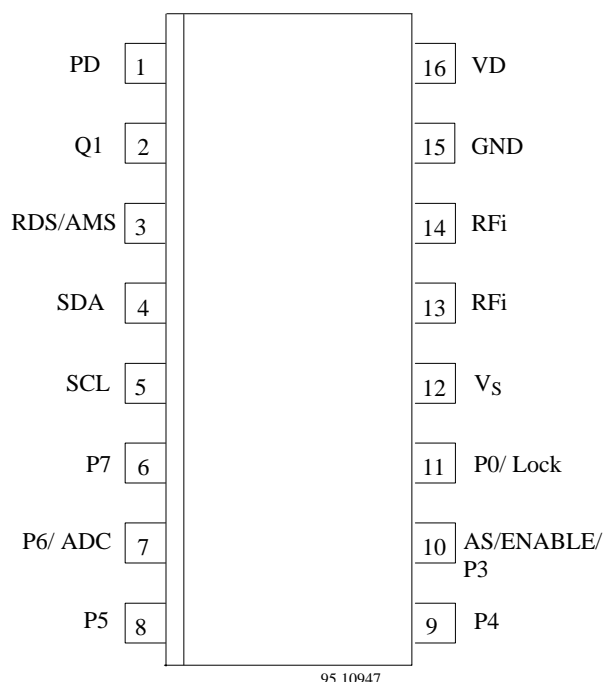 PD 1 16 VD
Q1 2 15 GND
RDS/AMS 3 14 RFi
SDA 4 13 RFi
SCL 5 12 VS
P7 6 11 P0/ Lock
P6/ ADC 7 10 AS/ENABLE/
P3
P5 8 9 P4
95 10947